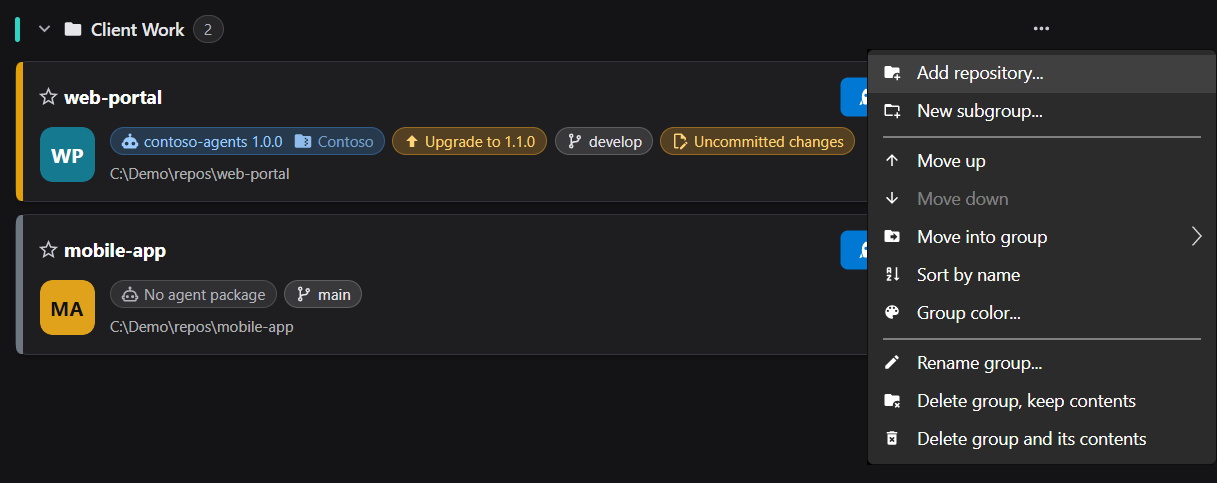 Client Work 2
Add repository...
New subgroup...
Move up
Move down
Move into group
Sort by name
Group color...
Rename group...
Delete group, keep contents
Delete group and its contents
web-portal
WP
contoso-agents 1.0.0 Contoso Upgrade to 1.1.0 develop Uncommitted changes
C:\Demo\repos\web-portal
mobile-app
MA
No agent package main
C:\Demo\repos\mobile-app